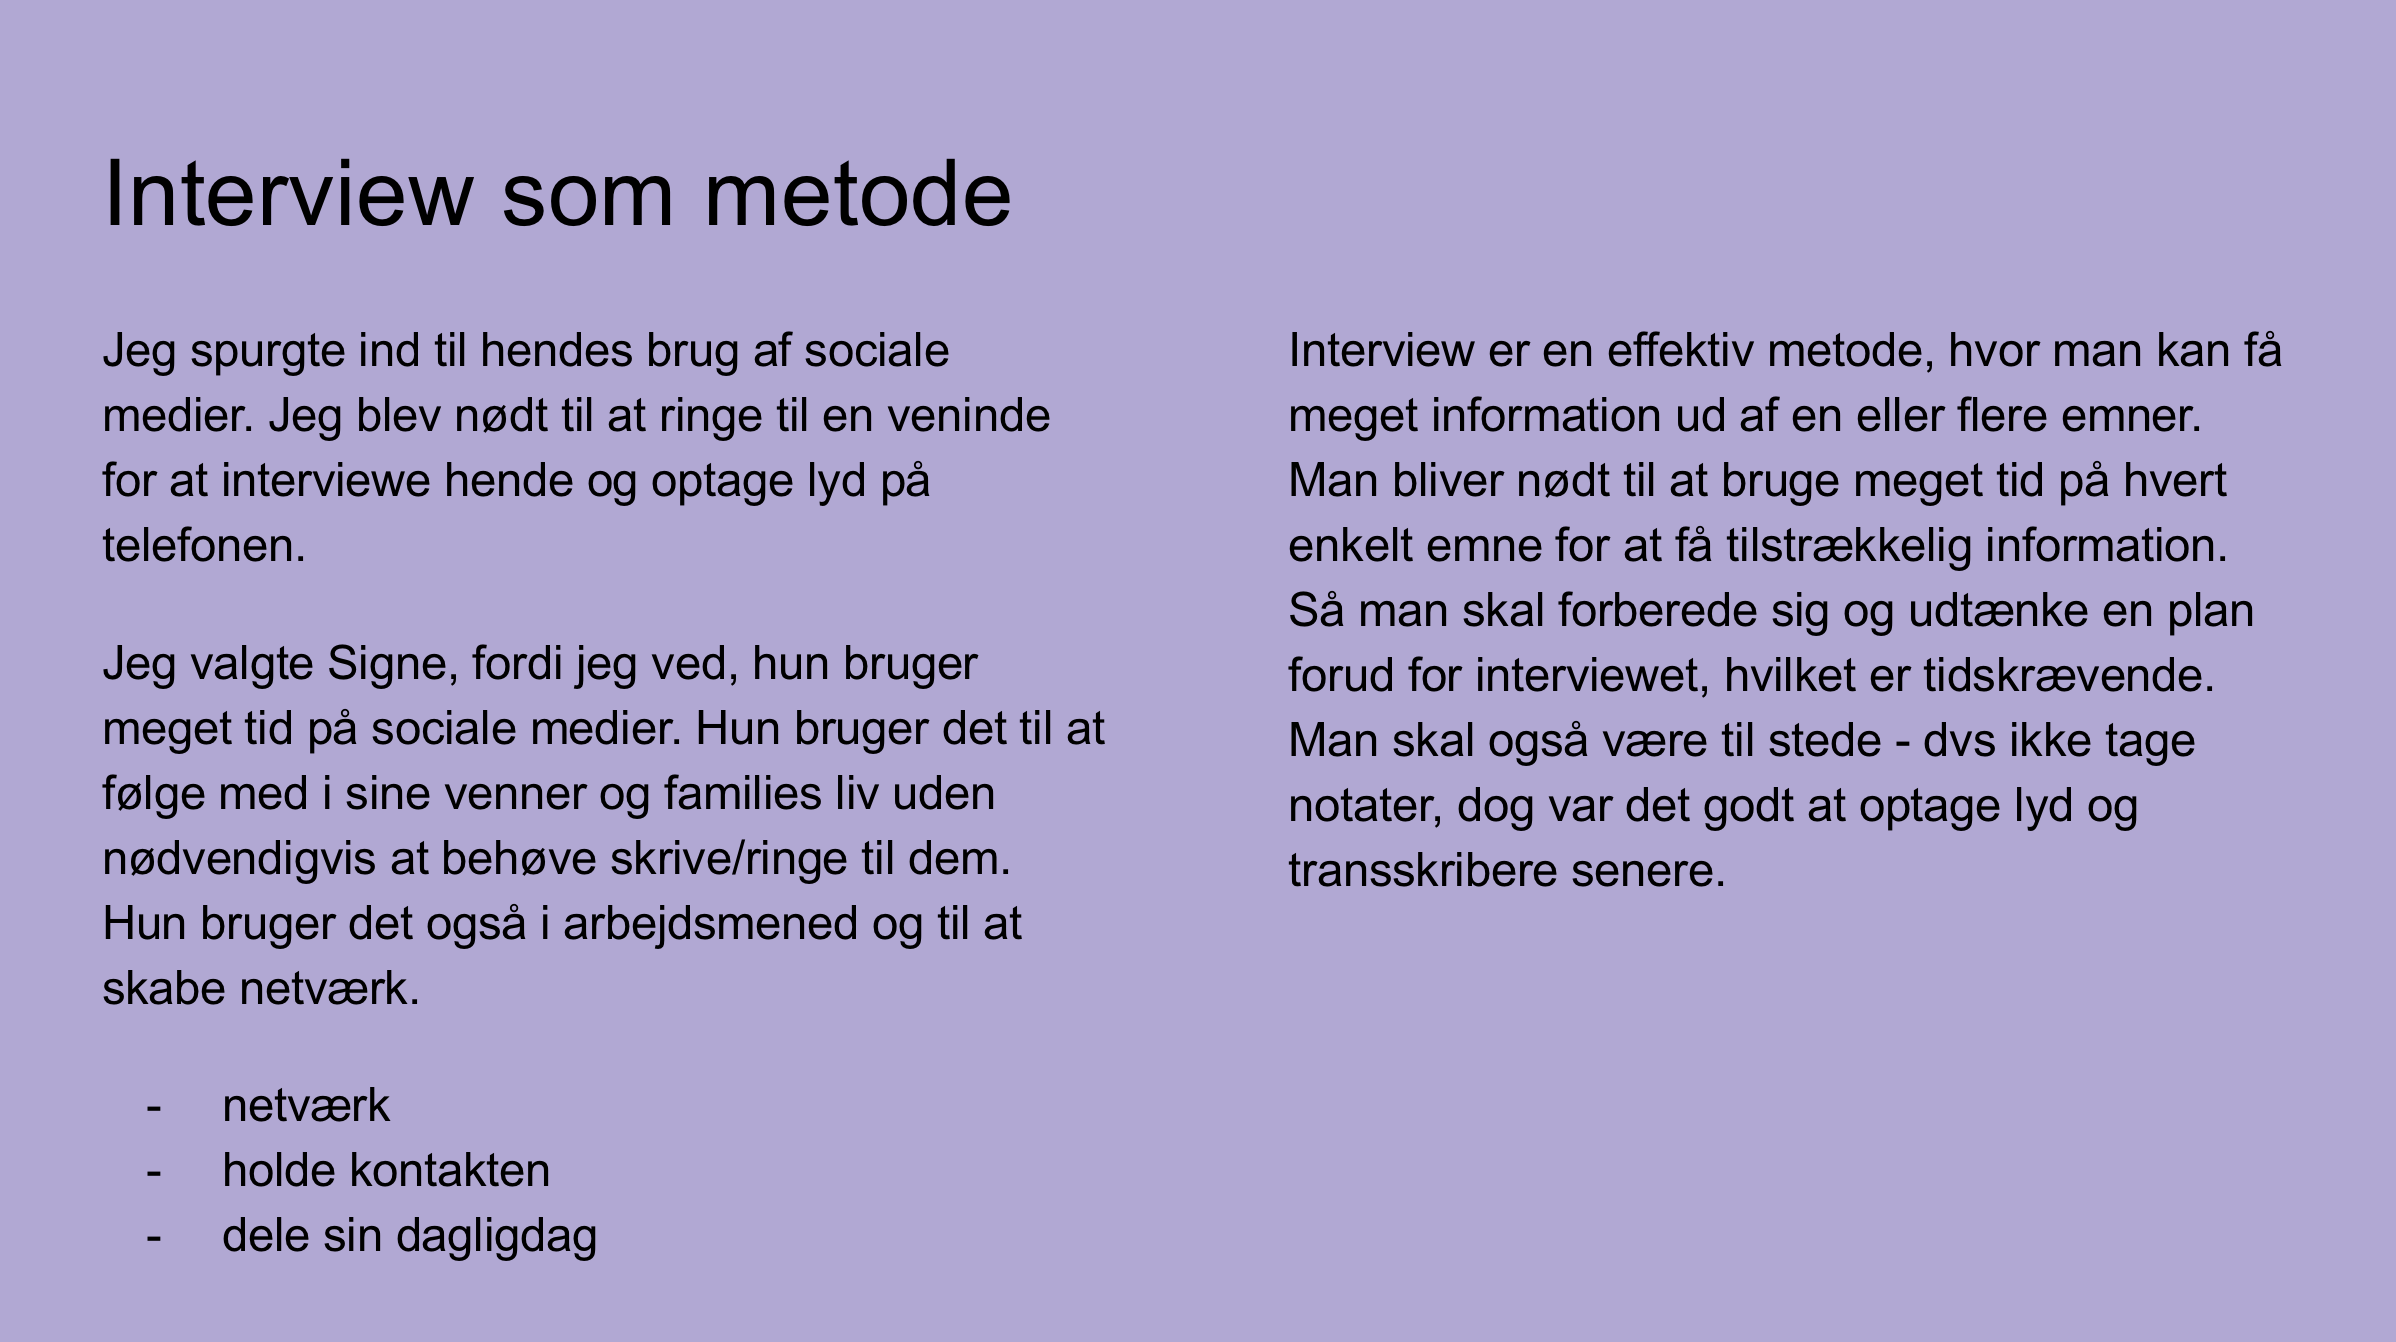 Interview som metode
Jeg spurgte ind til hendes brug af sociale
medier. Jeg blev nødt til at ringe til en veninde
for at interviewe hende og optage lyd på
telefonen.
Jeg valgte Signe, fordi jeg ved, hun bruger
meget tid på sociale medier. Hun bruger det til at
følge med i sine venner og families liv uden
nødvendigvis at behøve skrive/ringe til dem.
Hun bruger det også i arbejdsmened og til at
skabe netværk.
- netværk
- holde kontakten
- dele sin dagligdag
Interview er en effektiv metode, hvor man kan få
meget information ud af en eller flere emner.
Man bliver nødt til at bruge meget tid på hvert
enkelt emne for at få tilstrækkelig information.
Så man skal forberede sig og udtænke en plan
forud for interviewet, hvilket er tidskrævende.
Man skal også være til stede - dvs ikke tage
notater, dog var det godt at optage lyd og
transskribere senere.